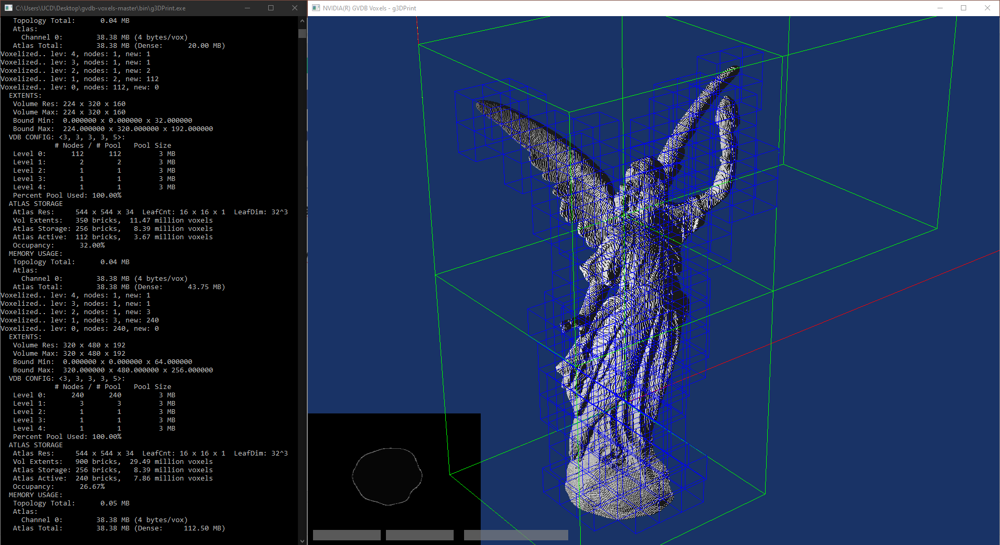 C:\Users\UCD\Desktop\gvdb-voxels-master\bin\g3DPrint.exe
Topology Total:      0.04 MB
Atlas:
Channel 0:        38.38 MB (4 bytes/vox)
Atlas Total:        38.38 MB (Dense:      20.00 MB)
Voxelized.. lev: 4, nodes: 1, new: 1
Voxelized.. lev: 3, nodes: 1, new: 1
Voxelized.. lev: 2, nodes: 1, new: 2
Voxelized.. lev: 1, nodes: 2, new: 112
Voxelized.. lev: 0, nodes: 112, new: 0
EXTENTS:
Volume Res: 224 x 320 x 160
Volume Max: 224 x 320 x 160
Bound Min:  0.000000 x 0.000000 x 32.000000
Bound Max:  224.000000 x 320.000000 x 192.000000
VDB CONFIG: <3, 3, 3, 3, 5>:
# Nodes / # Pool   Pool Size
Level 0:      112      112         3 MB
Level 1:        2        2         3 MB
Level 2:        1        1         3 MB
Level 3:        1        1         3 MB
Level 4:        1        1         3 MB
Percent Pool Used: 100.00%
ATLAS STORAGE
Atlas Res:     544 x 544 x 34  LeafCnt: 16 x 16 x 1  LeafDim: 32^3
Vol Extents:   350 bricks,  11.47 million voxels
Atlas Storage: 256 bricks,   8.39 million voxels
Atlas Active:  112 bricks,   3.67 million voxels
Occupancy:      32.00%
MEMORY USAGE:
Topology Total:      0.04 MB
Atlas:
Channel 0:        38.38 MB (4 bytes/vox)
Atlas Total:        38.38 MB (Dense:      43.75 MB)
Voxelized.. lev: 4, nodes: 1, new: 1
Voxelized.. lev: 3, nodes: 1, new: 1
Voxelized.. lev: 2, nodes: 1, new: 3
Voxelized.. lev: 1, nodes: 3, new: 240
Voxelized.. lev: 0, nodes: 240, new: 0
EXTENTS:
Volume Res: 320 x 480 x 192
Volume Max: 320 x 480 x 192
Bound Min:  0.000000 x 0.000000 x 64.000000
Bound Max:  320.000000 x 480.000000 x 256.000000
VDB CONFIG: <3, 3, 3, 3, 5>:
# Nodes / # Pool   Pool Size
Level 0:      240      240         3 MB
Level 1:        3        3         3 MB
Level 2:        1        1         3 MB
Level 3:        1        1         3 MB
Level 4:        1        1         3 MB
Percent Pool Used: 100.00%
ATLAS STORAGE
Atlas Res:     544 x 544 x 34  LeafCnt: 16 x 16 x 1  LeafDim: 32^3
Vol Extents:   900 bricks,  29.49 million voxels
Atlas Storage: 256 bricks,   8.39 million voxels
Atlas Active:  240 bricks,   7.86 million voxels
Occupancy:      26.67%
MEMORY USAGE:
Topology Total:      0.05 MB
Atlas:
Channel 0:        38.38 MB (4 bytes/vox)
Atlas Total:        38.38 MB (Dense:     112.50 MB)
NVIDIA(R) GVDB Voxels - g3DPrint